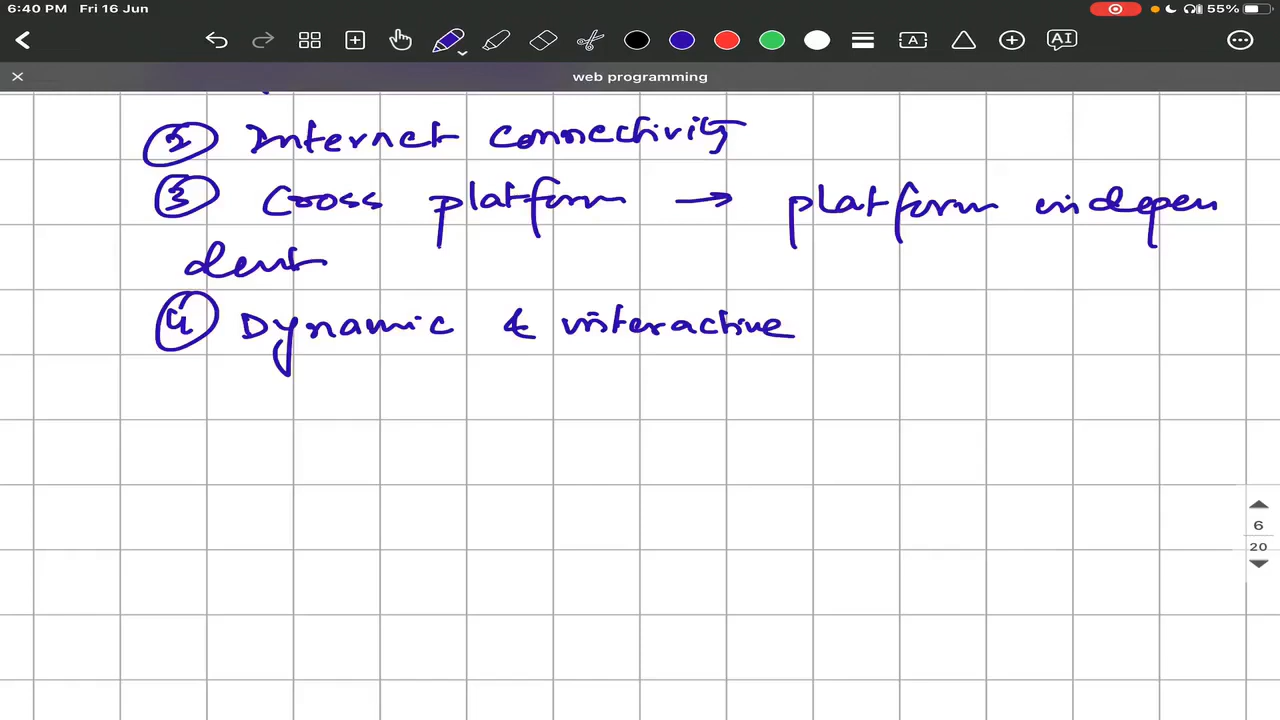 6:40 PM Fri 16 Jun 55%
A AI
web programming
② Internet connectivity
③ Cross platform → platform indepen
dent
④ Dynamic & interactive
6
20